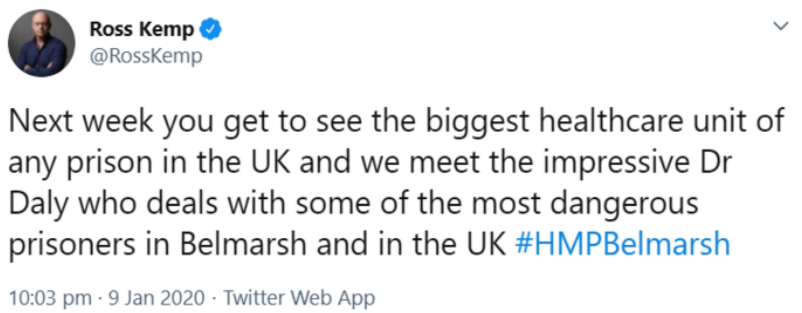 Ross Kemp
@RossKemp
Next week you get to see the biggest healthcare unit of
any prison in the UK and we meet the impressive Dr
Daly who deals with some of the most dangerous
prisoners in Belmarsh and in the UK #HMPBelmarsh
10:03 pm · 9 Jan 2020 · Twitter Web App